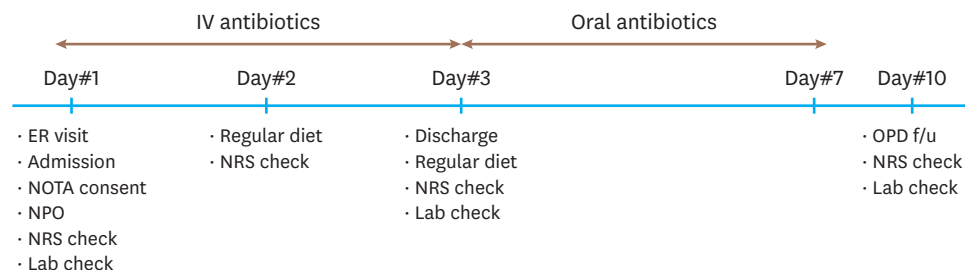 IV antibiotics
Oral antibiotics
Day#1
Day#2
Day#3
Day#7
Day#10
· ER visit
· Admission
· NOTA consent
· NPO
· NRS check
· Lab check
· Regular diet
· NRS check
· Discharge
· Regular diet
· NRS check
· Lab check
· OPD f/u
· NRS check
· Lab check